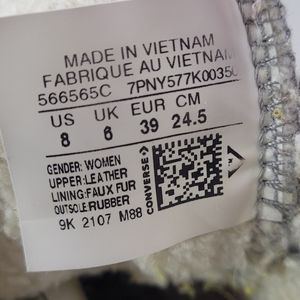 MADE IN VIETNAM
FABRIQUE AU VIETNAM
566565C 7PNY577K0035
US UK EUR CM
8 6 39 24.5
GENDER: WOMEN
UPPER:LEATHER
LINING:FAUX FUR
OUTSOLE:RUBBER
9K 2107 M88
CONVERSE